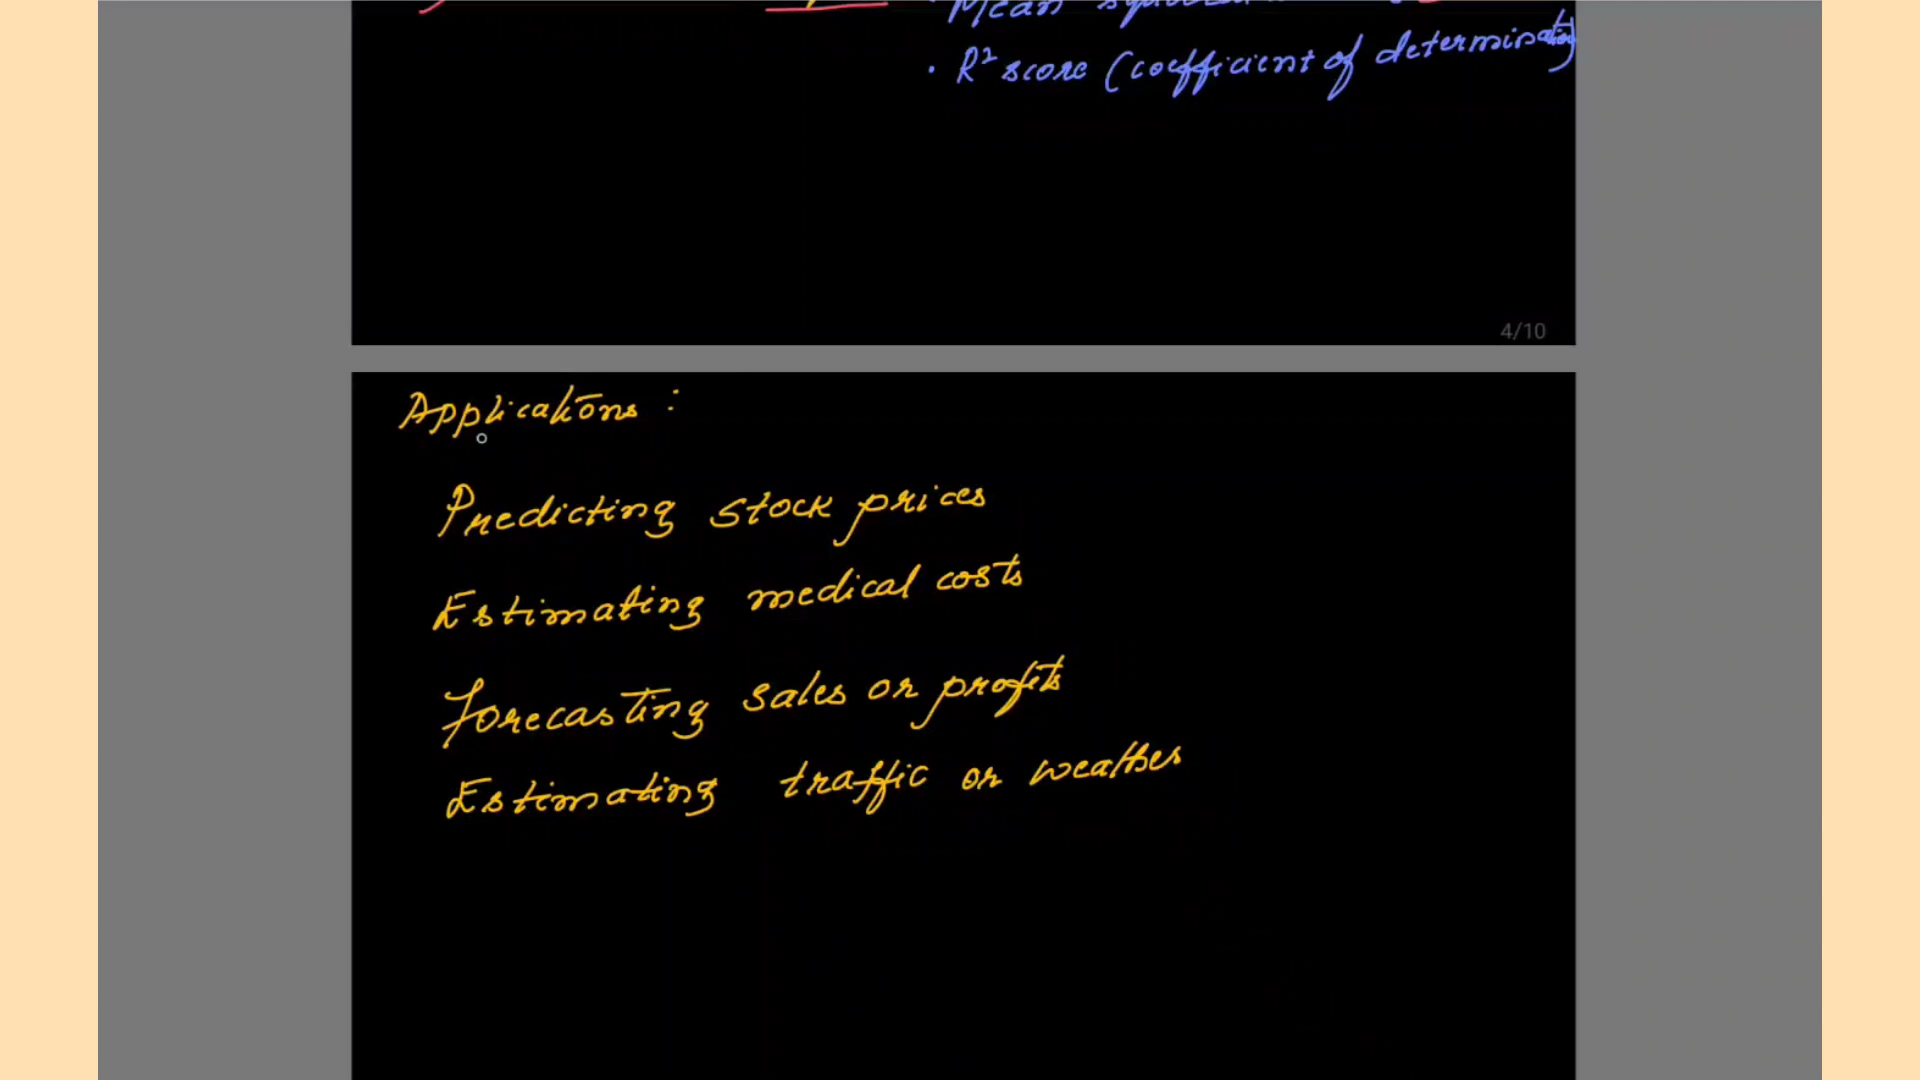 • Mean
• R² score (coefficient of determination)
4/10
Applications :
Predicting stock prices
Estimating medical costs
Forecasting sales or profits
Estimating traffic or weather